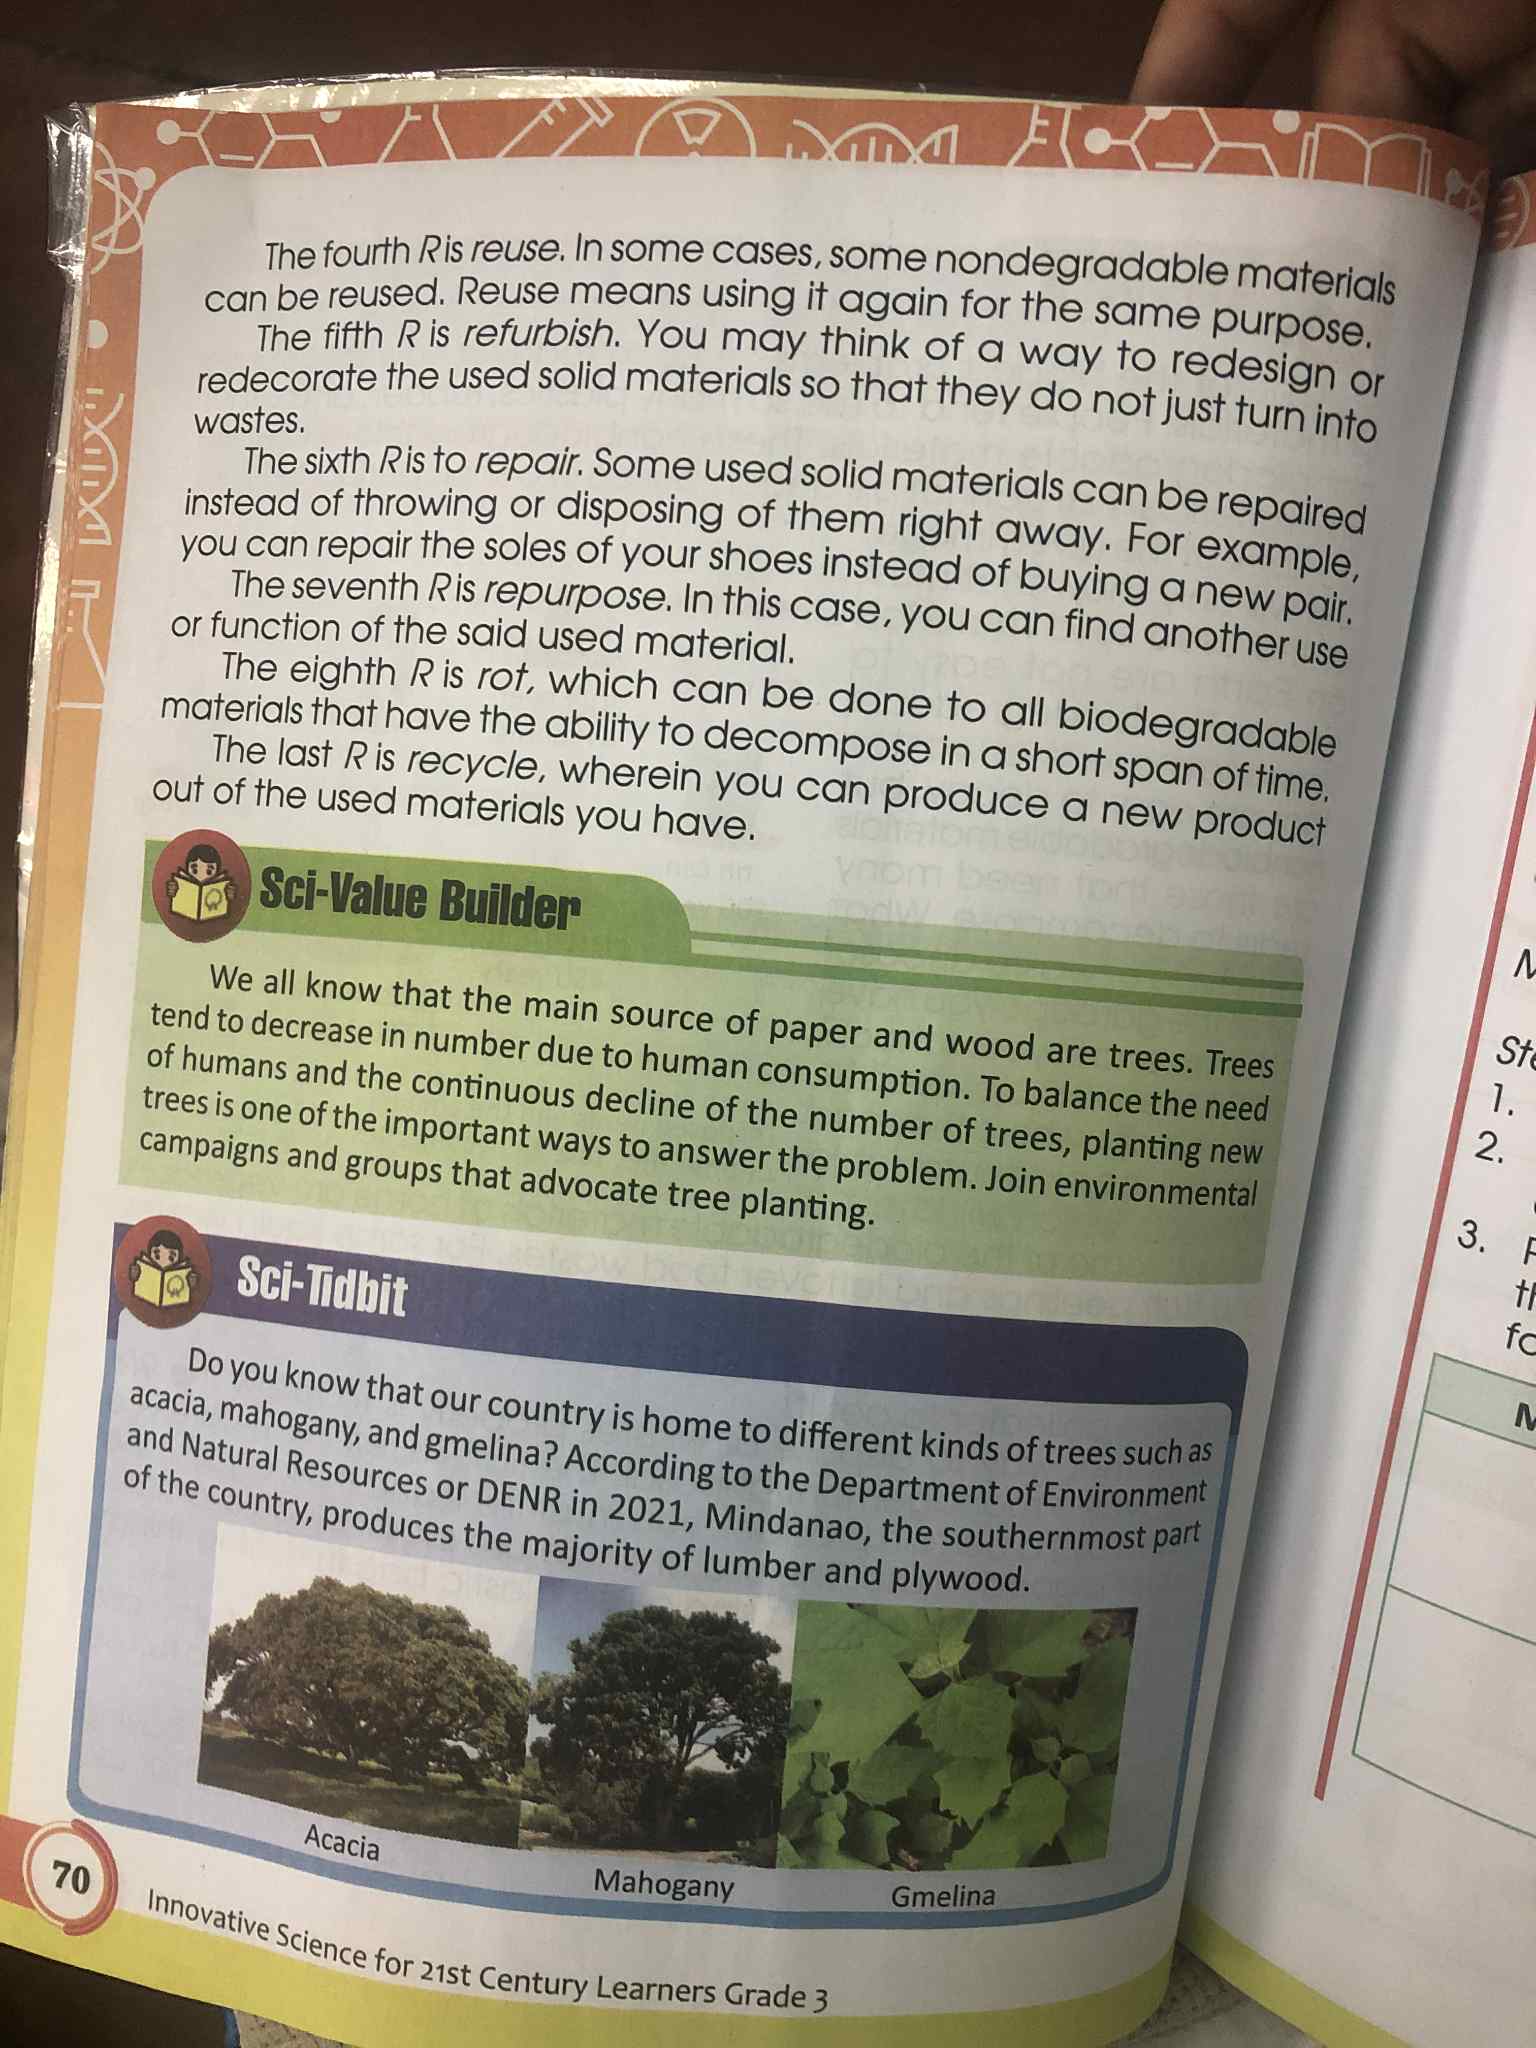 The fourth R is reuse. In some cases, some nondegradable materials
can be reused. Reuse means using it again for the same purpose.
The fifth R is refurbish. You may think of a way to redesign or
redecorate the used solid materials so that they do not just turn into
wastes.
The sixth R is to repair. Some used solid materials can be repaired
instead of throwing or disposing of them right away. For example,
you can repair the soles of your shoes instead of buying a new pair.
The seventh R is repurpose. In this case, you can find another use
or function of the said used material.
The eighth R is rot, which can be done to all biodegradable
materials that have the ability to decompose in a short span of time.
The last R is recycle, wherein you can produce a new product
out of the used materials you have.
Sci-Value Builder
We all know that the main source of paper and wood are trees. Trees
tend to decrease in number due to human consumption. To balance the need
of humans and the continuous decline of the number of trees, planting new
trees is one of the important ways to answer the problem. Join environmental
campaigns and groups that advocate tree planting.
Sci-Tidbit
Do you know that our country is home to different kinds of trees such as
acacia, mahogany, and gmelina? According to the Department of Environment
and Natural Resources or DENR in 2021, Mindanao, the southernmost part
of the country, produces the majority of lumber and plywood.
Acacia
Mahogany
Gmelina
70
Innovative Science for 21st Century Learners Grade 3
1.
2.
3.